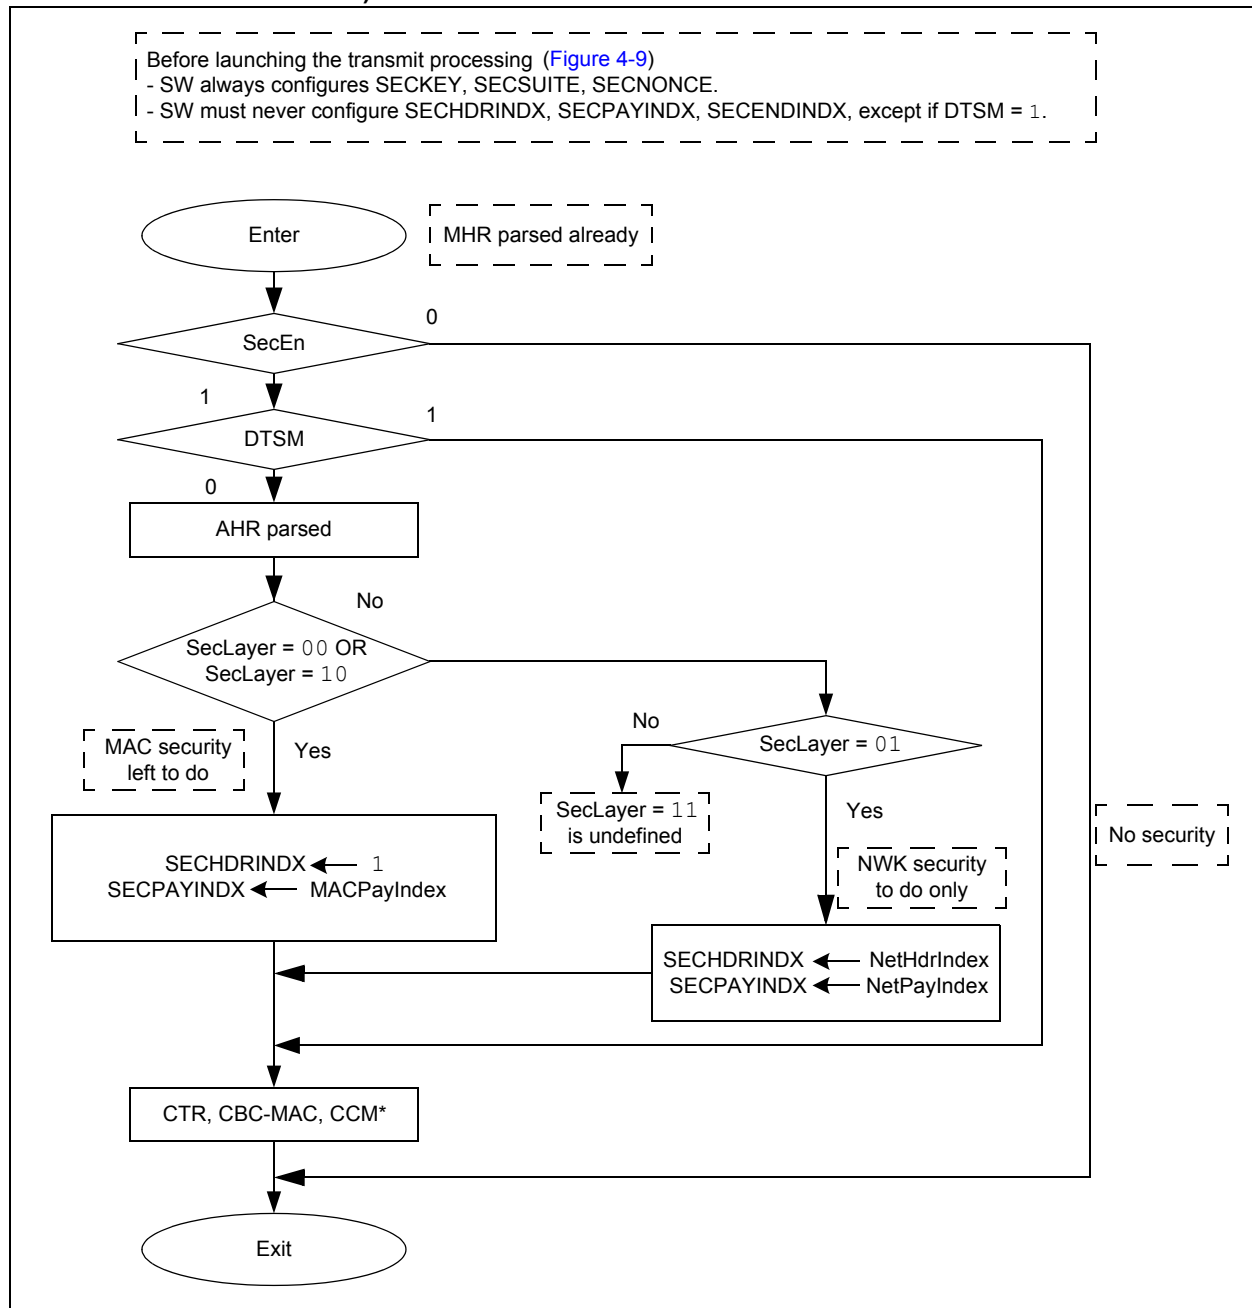 Before launching the transmit processing (Figure 4-9)
- SW always configures SECKEY, SECSUITE, SECNONCE.
- SW must never configure SECHDRINDX, SECPAYINDX, SECENDINDX, except if DTSM = 1.
Enter
MHR parsed already
0
SecEn
1
1
DTSM
0
AHR parsed
No
SecLayer = 00 OR
SecLayer = 10
No
SecLayer = 01
MAC security
left to do
Yes
SecLayer = 11
is undefined
Yes
No security
SECHDRINDX 1
SECPAYINDX MACPayIndex
NWK security
to do only
SECHDRINDX NetHdrIndex
SECPAYINDX NetPayIndex
CTR, CBC-MAC, CCM*
Exit